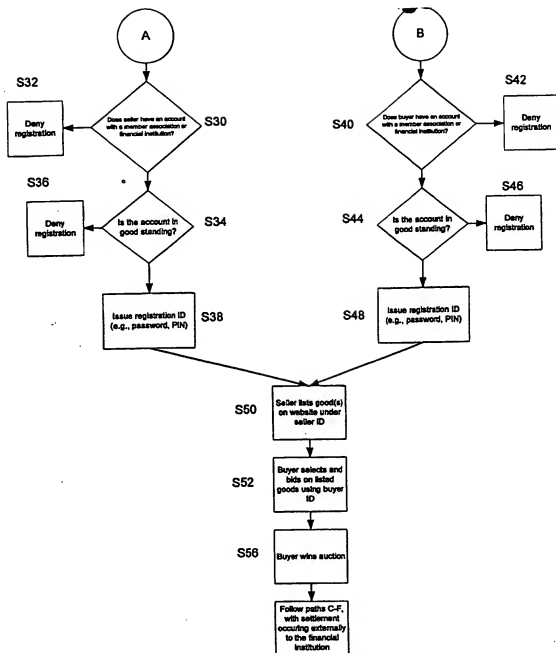 A
B
S32
S42
Deny
registration
Does seller have an account
with a member association or
financial institution?
S30
S40
Does buyer have an account
with a member association or
financial institution?
Deny
registration
S36
S46
Deny
registration
Is the account in
good standing?
S34
S44
Is the account in
good standing?
Deny
registration
Issue registration ID
(e.g., password, PIN)
S38
S48
Issue registration ID
(e.g., password, PIN)
S50
Seller lists good(s)
on website under
seller ID
S52
Buyer selects and
bids on listed
goods using buyer
ID
S56
Buyer wins auction
Follow paths C-F,
with settlement
occuring externally
to the financial
institution